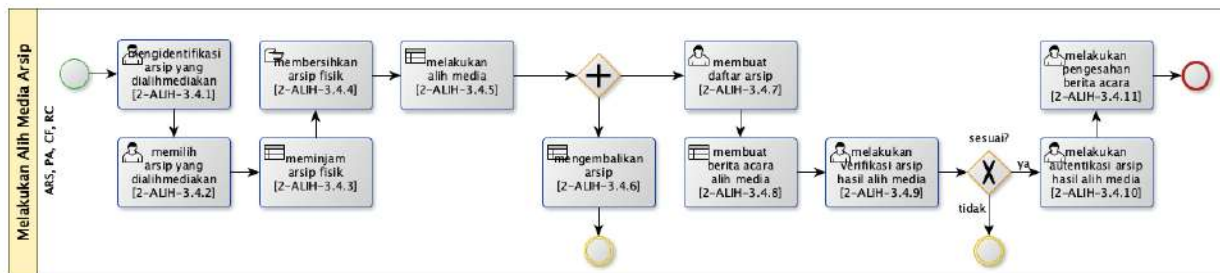 Melakukan Alih Media Arsip
ARS, PA, CF, RC
mengidentifikasi
arsip yang
dialihmediakan
[2-ALIH-3.4.1]
memilih
arsip yang
dialihmediakan
[2-ALIH-3.4.2]
meminjam
arsip fisik
[2-ALIH-3.4.3]
membersihkan
arsip fisik
[2-ALIH-3.4.4]
melakukan
alih media
[2-ALIH-3.4.5]
mengembalikan
arsip
[2-ALIH-3.4.6]
membuat
daftar arsip
[2-ALIH-3.4.7]
membuat
berita acara
alih media
[2-ALIH-3.4.8]
melakukan
verifikasi arsip
hasil alih media
[2-ALIH-3.4.9]
sesuai?
ya
tidak
melakukan
autentikasi arsip
hasil alih media
[2-ALIH-3.4.10]
melakukan
pengesahan
berita acara
[2-ALIH-3.4.11]